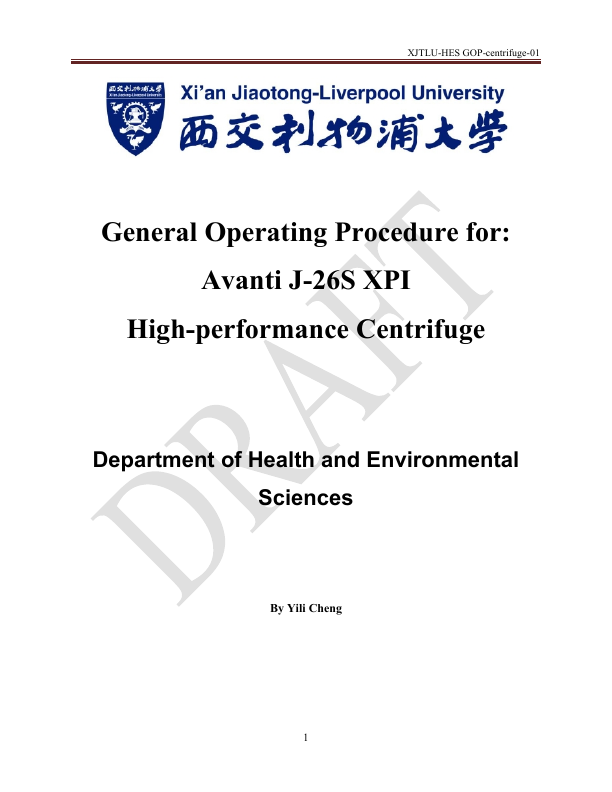 XJTLU-HES GOP-centrifuge-01
西交利物浦大学
Xi'an Jiaotong-Liverpool University
Xi'an Jiaotong-Liverpool University
西交利物浦大學
General Operating Procedure for:
Avanti J-26S XPI
High-performance Centrifuge
DRAFT
Department of Health and Environmental
Sciences
By Yili Cheng
1